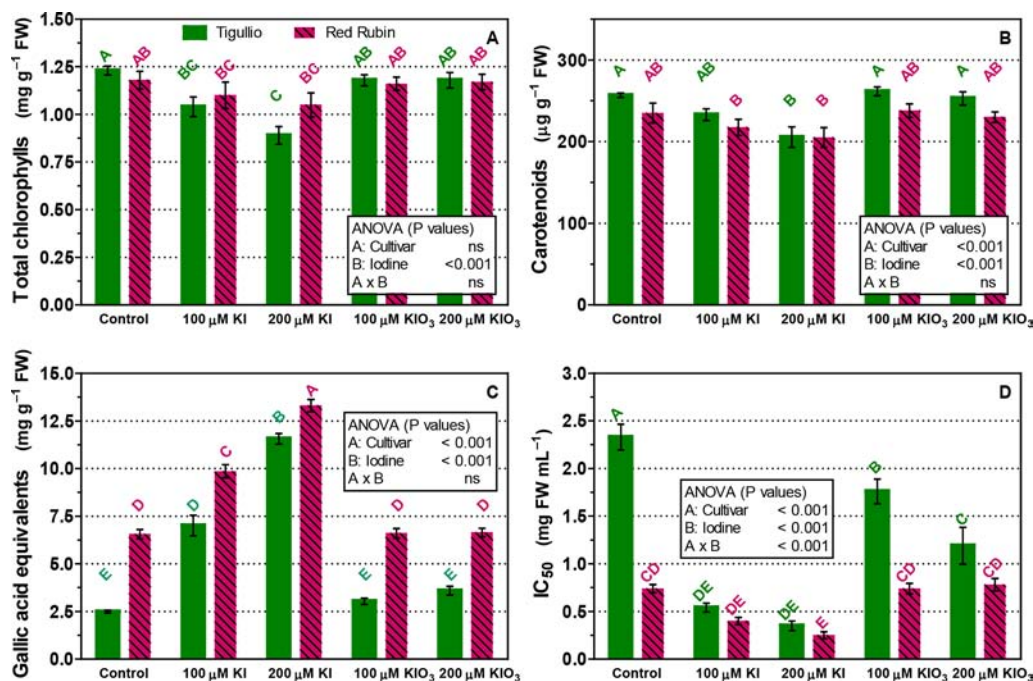 Tigullio
Red Rubin
A
Total chlorophylls (mg g⁻¹ FW)
1.50
1.25
1.00
0.75
0.50
0.25
0.00
A AB BC BC C BC AB AB AB AB
ANOVA (P values)
A: Cultivar ns
B: Iodine <0.001
A x B ns
Control 100 μM KI 200 μM KI 100 μM KIO₃ 200 μM KIO₃
B
Carotenoids (μg g⁻¹ FW)
300
200
100
0
A AB AB B B B A AB A AB
ANOVA (P values)
A: Cultivar <0.001
B: Iodine <0.001
A x B ns
Control 100 μM KI 200 μM KI 100 μM KIO₃ 200 μM KIO₃
C
Gallic acid equivalents (mg g⁻¹ FW)
15.0
12.5
10.0
7.5
5.0
2.5
0.0
E D D C B A E D E D
ANOVA (P values)
A: Cultivar < 0.001
B: Iodine < 0.001
A x B ns
Control 100 μM KI 200 μM KI 100 μM KIO₃ 200 μM KIO₃
D
IC₅₀ (mg FW mL⁻¹)
3.0
2.5
2.0
1.5
1.0
0.5
0.0
A CD DE DE DE E B CD C CD
ANOVA (P values)
A: Cultivar < 0.001
B: Iodine < 0.001
A x B < 0.001
Control 100 μM KI 200 μM KI 100 μM KIO₃ 200 μM KIO₃